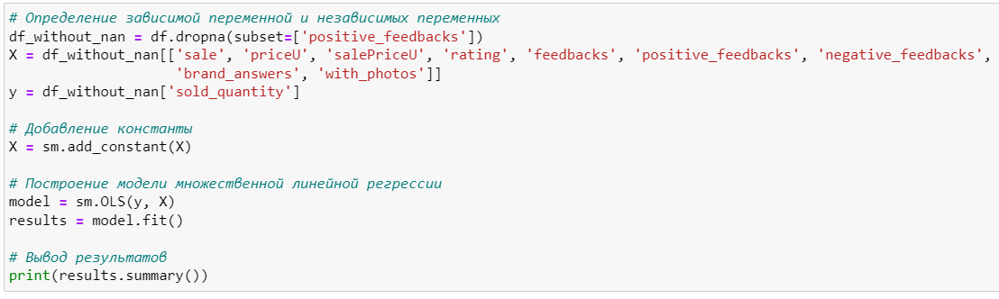 # Определение зависимой переменной и независимых переменных
df_without_nan = df.dropna(subset=['positive_feedbacks'])
X = df_without_nan[['sale', 'priceU', 'salePriceU', 'rating', 'feedbacks', 'positive_feedbacks', 'negative_feedbacks',
'brand_answers', 'with_photos']]
y = df_without_nan['sold_quantity']
# Добавление константы
X = sm.add_constant(X)
# Построение модели множественной линейной регрессии
model = sm.OLS(y, X)
results = model.fit()
# Вывод результатов
print(results.summary())